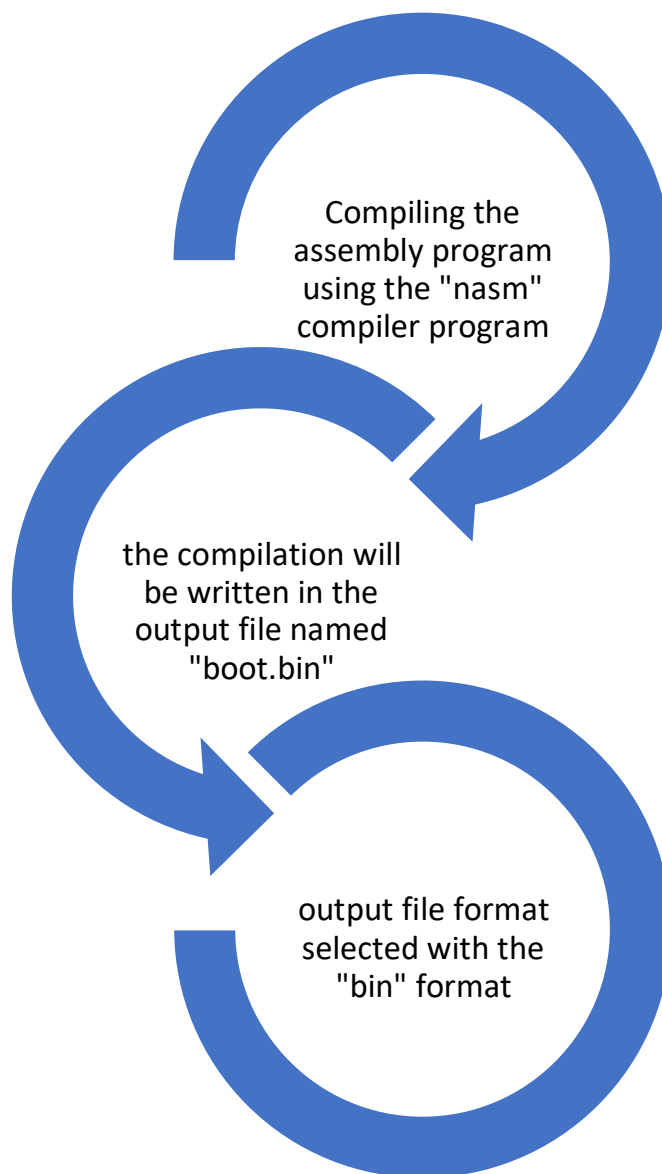 Compiling the
assembly program
using the "nasm"
compiler program
the compilation will
be written in the
output file named
"boot.bin"
output file format
selected with the
"bin" format